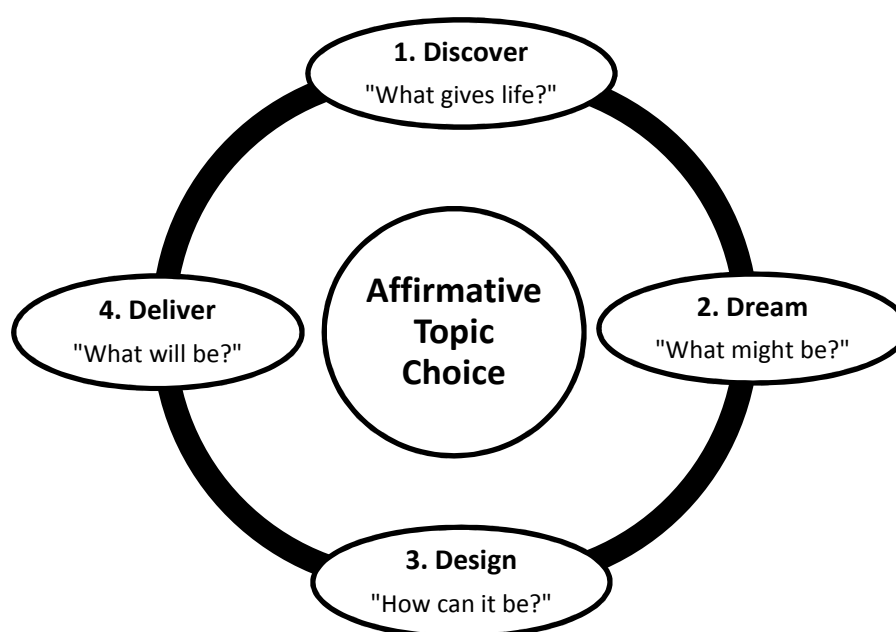 1. Discover
"What gives life?"
2. Dream
"What might be?"
3. Design
"How can it be?"
4. Deliver
"What will be?"
Affirmative
Topic
Choice